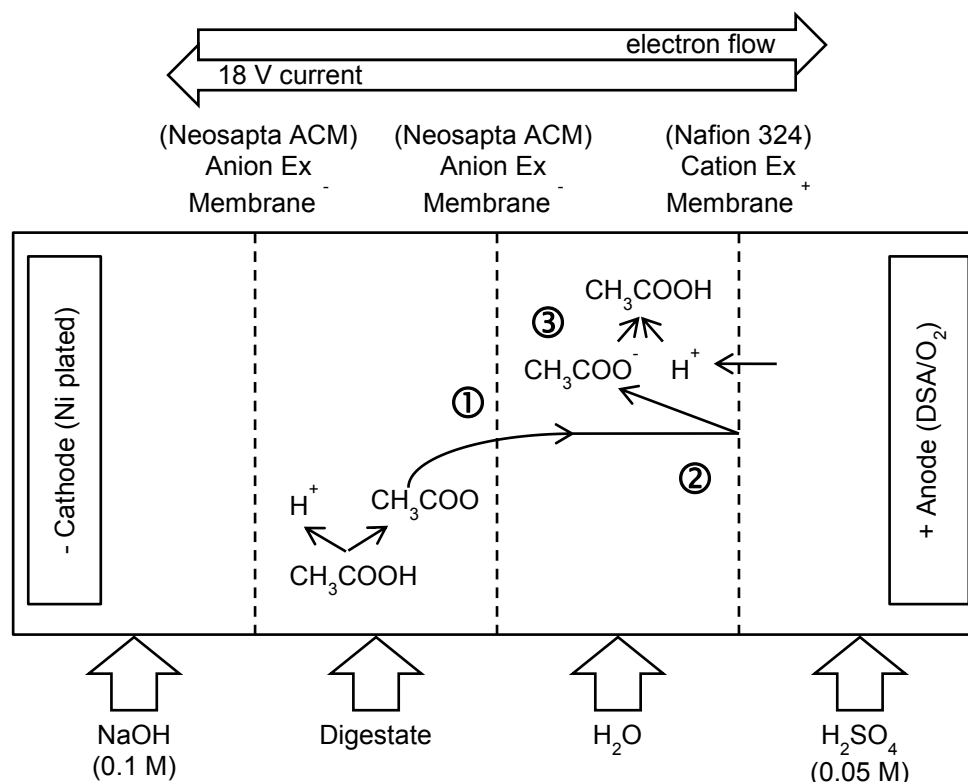 electron flow
18 V current
(Neosapta ACM)
Anion Ex
Membrane -
(Neosapta ACM)
Anion Ex
Membrane -
(Nafion 324)
Cation Ex
Membrane +
- Cathode (Ni plated)
CH₃COOH
③
CH₃COO⁻
H⁺
①
②
H⁺
CH₃COO
CH₃COOH
+ Anode (DSA/O₂)
NaOH
(0.1 M)
Digestate
H₂O
H₂SO₄
(0.05 M)